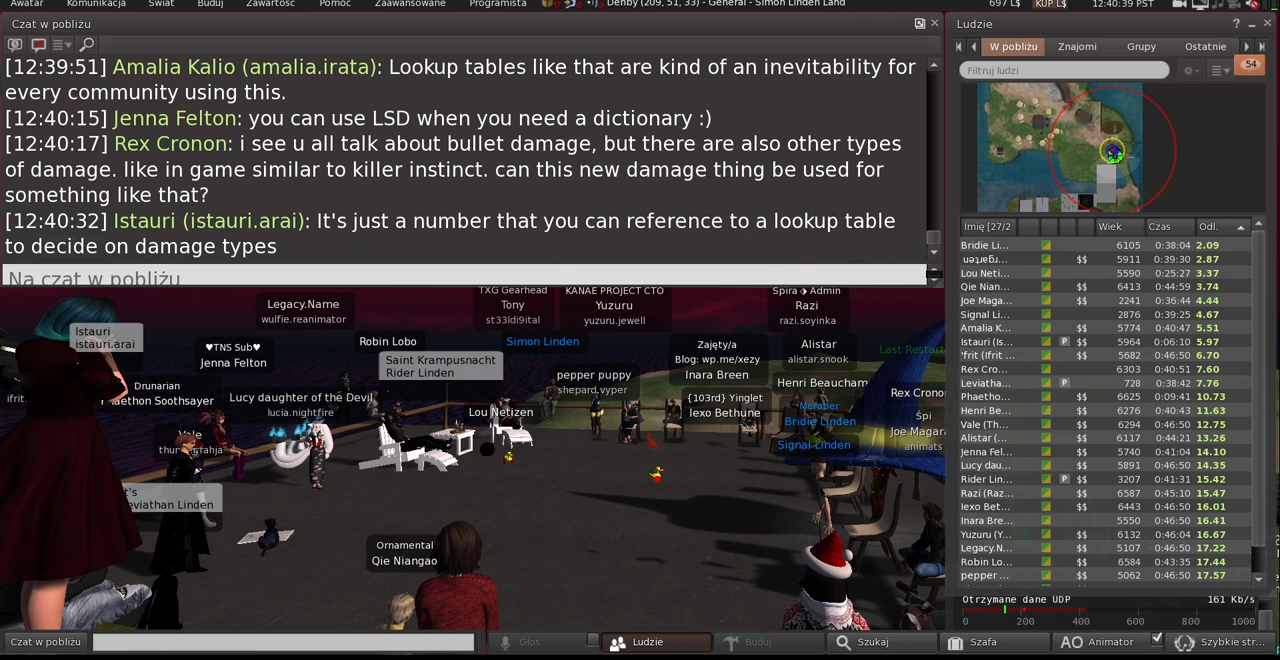 Awatar Komunikacja Świat Buduj Zawartość Pomoc Zaawansowane Programista Denby (209, 51, 33) - General - Simon Linden Land 697 L$ KUP L$ 12:40:39 PST
Czat w pobliżu
[12:39:51] Amalia Kalio (amalia.irata): Lookup tables like that are kind of an inevitability for
every community using this.
[12:40:15] Jenna Felton: you can use LSD when you need a dictionary :)
[12:40:17] Rex Cronon: i see u all talk about bullet damage, but there are also other types
of damage. like in game similar to killer instinct. can this new damage thing be used for
something like that?
[12:40:32] Istauri (istauri.arai): It's just a number that you can reference to a lookup table
to decide on damage types
Na czat w pobliżu
Ludzie
W pobliżu Znajomi Grupy Ostatnie
Filtruj ludzi
54
Imię [27/2 Wiek Czas Odl.
Bridie Li... 6105 0:38:04 2.09
$$ 5911 0:39:30 2.87
Lou Neti... 5590 0:25:27 3.37
Qie Nian... $$ 6413 0:44:59 3.74
Joe Maga... $$ 2241 0:36:44 4.44
Signal Li... 2876 0:39:25 4.67
Amalia K... $$ 5774 0:40:47 5.51
Istauri (Is... P $$ 5964 0:06:10 5.97
'frit (Ifrit ... $$ 5682 0:46:50 6.70
Rex Cro... 6303 0:40:51 7.60
Leviatha... P 728 0:38:42 7.76
Phaetho... $$ 6625 0:09:41 10.73
Henri Be... $$ 6276 0:40:43 11.63
Vale (Th... $$ 6294 0:46:50 12.75
Alistar (... $$ 6117 0:44:21 13.26
Jenna Fel... $$ 5740 0:41:04 14.10
Lucy dau... $$ 5891 0:46:50 14.35
Rider Lin... P $$ 3207 0:41:31 15.42
Razi (Raz... $$ 6587 0:45:10 15.47
Iexo Bet... $$ 6443 0:46:50 16.01
Inara Bre... 5550 0:46:50 16.41
Yuzuru (Y... $$ 6132 0:46:04 16.67
Legacy.N... $$ 5107 0:46:50 17.22
Robin Lo... $$ 6584 0:43:35 17.44
pepper ... $$ 5062 0:46:50 17.57
Otrzymane dane UDP 161 Kb/s
0 200 400 600 800 1000
Istauri
istauri.arai
Legacy.Name
wulfie.reanimator
♥TNS Sub♥
Jenna Felton
Robin Lobo
Saint Krampusnacht
Rider Linden
TXG Gearhead
Tony
st33ldi9ital
Simon Linden
KANAE PROJECT CTO
Yuzuru
yuzuru.jewell
Spira Admin
Razi
razi.soyinka
Zajęty/a
Blog: wp.me/xezy
Inara Breen
Alistar
alistar.snook
Last Restart
pepper puppy
shepard.vyper
Henri Beaucham
Rex Cronon
ifrit.
Drunarian
aethon Soothsayer
Lucy daughter of the Devil
lucia.nightfire
Lou Netizen
{103rd} Yinglet
Iexo Bethune
Member
Bridie Linden
Śpi
Joe Magara
animats
Signal Linden
Vale
eviathan Linden
Ornamental
Qie Niangao
Czat w pobliżu Głos Ludzie Buduj Szukaj Szafa AO Animator Szybkie str...